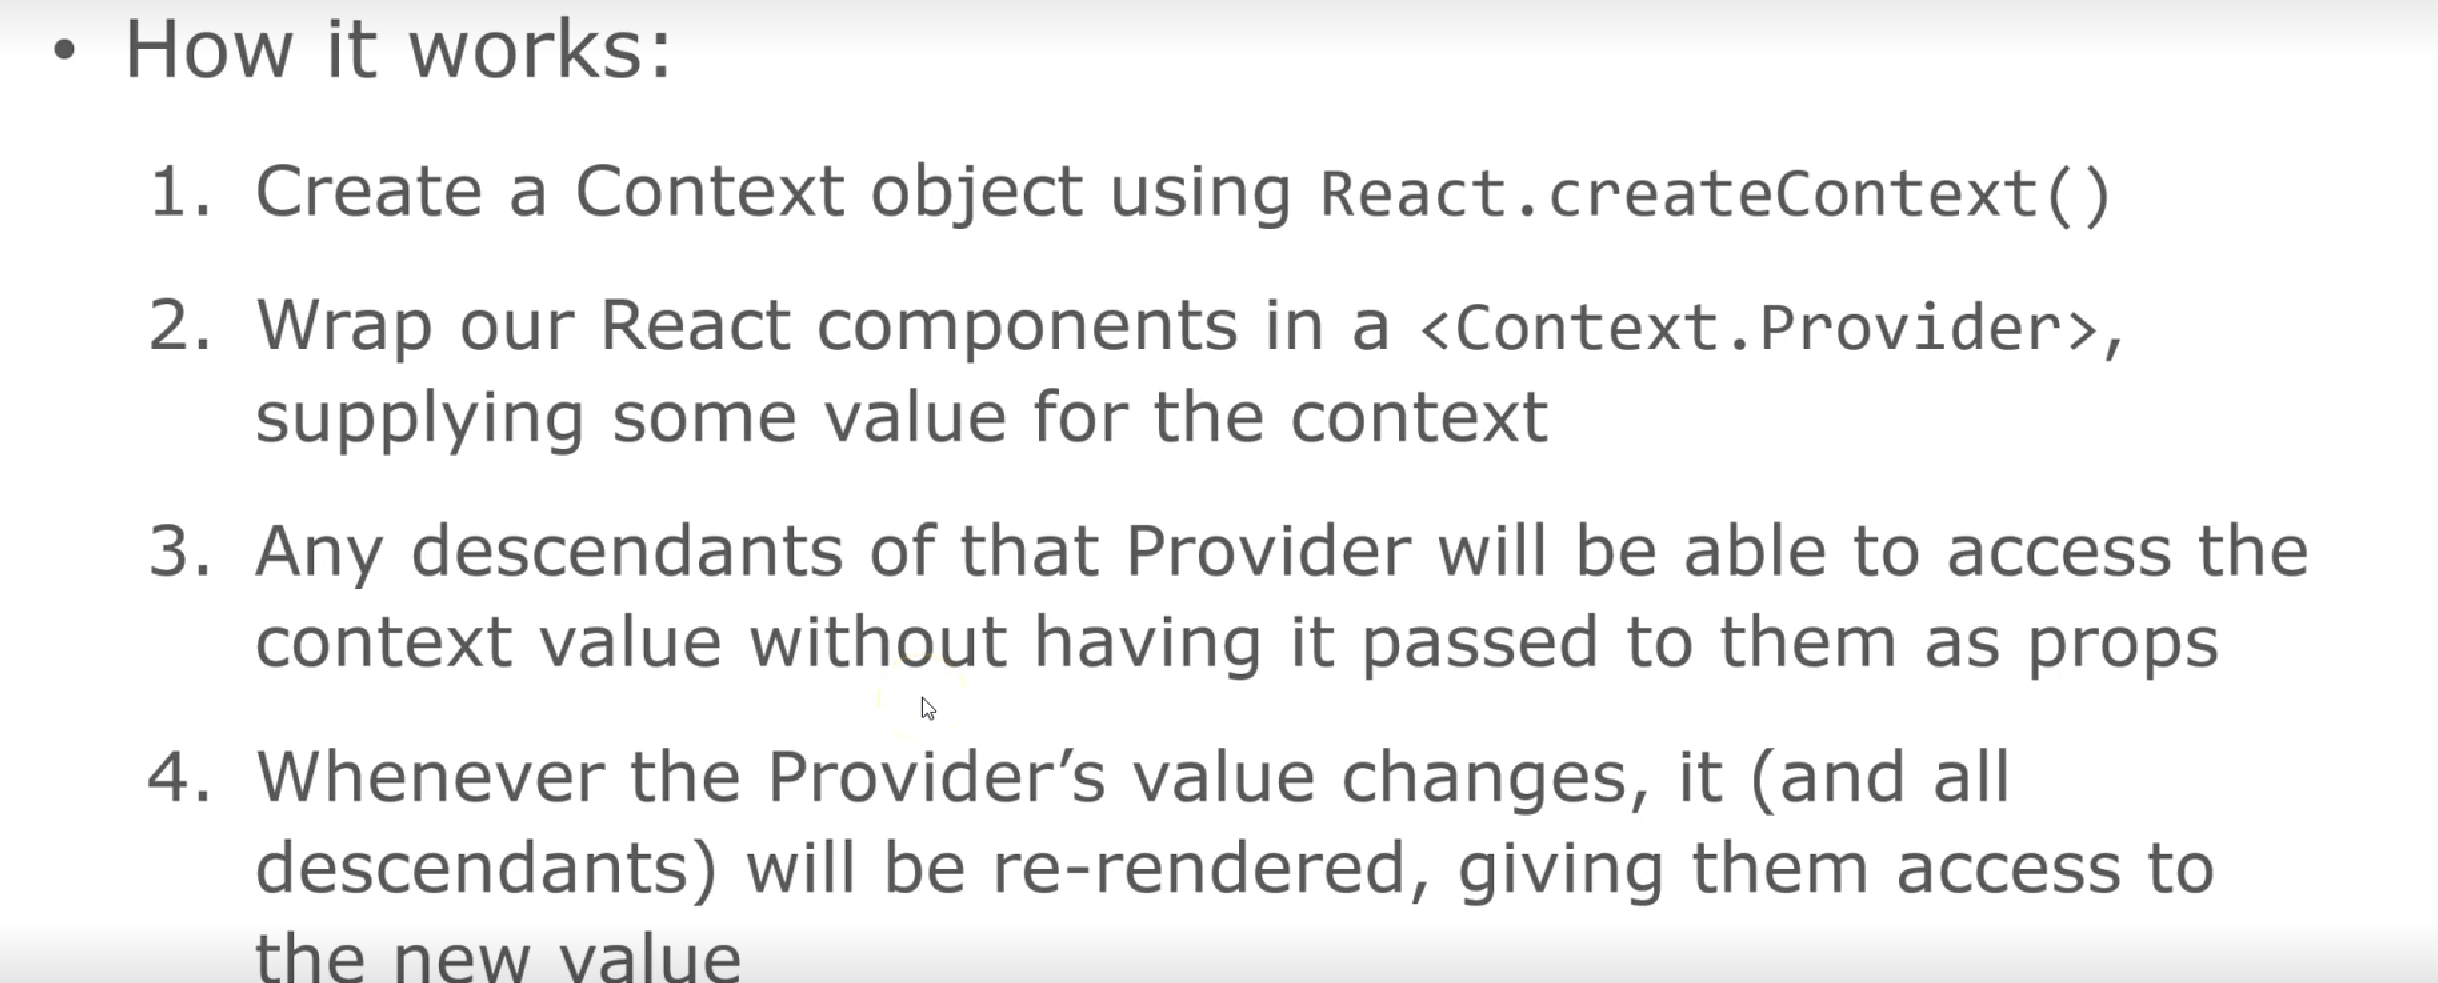 • How it works:
1. Create a Context object using React.createContext()
2. Wrap our React components in a <Context.Provider>,
supplying some value for the context
3. Any descendants of that Provider will be able to access the
context value without having it passed to them as props
4. Whenever the Provider’s value changes, it (and all
descendants) will be re-rendered, giving them access to
the new value